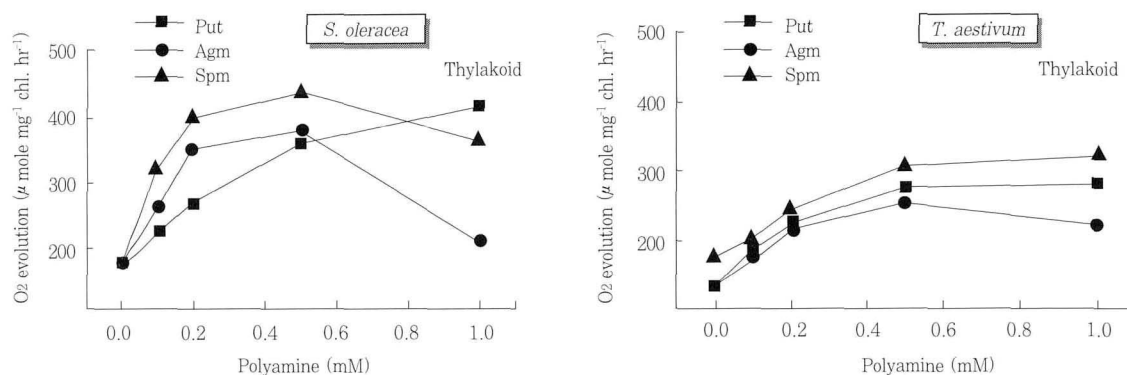 Put
Agm
Spm
S. oleracea
Thylakoid
500
400
300
200
O2 evolution (μ mole mg-1 chl. hr-1)
0.0 0.2 0.4 0.6 0.8 1.0
Polyamine (mM)
Put
Agm
Spm
T. aestivum
Thylakoid
500
400
300
200
O2 evolution (μ mole mg-1 chl. hr-1)
0.0 0.2 0.4 0.6 0.8 1.0
Polyamine (mM)